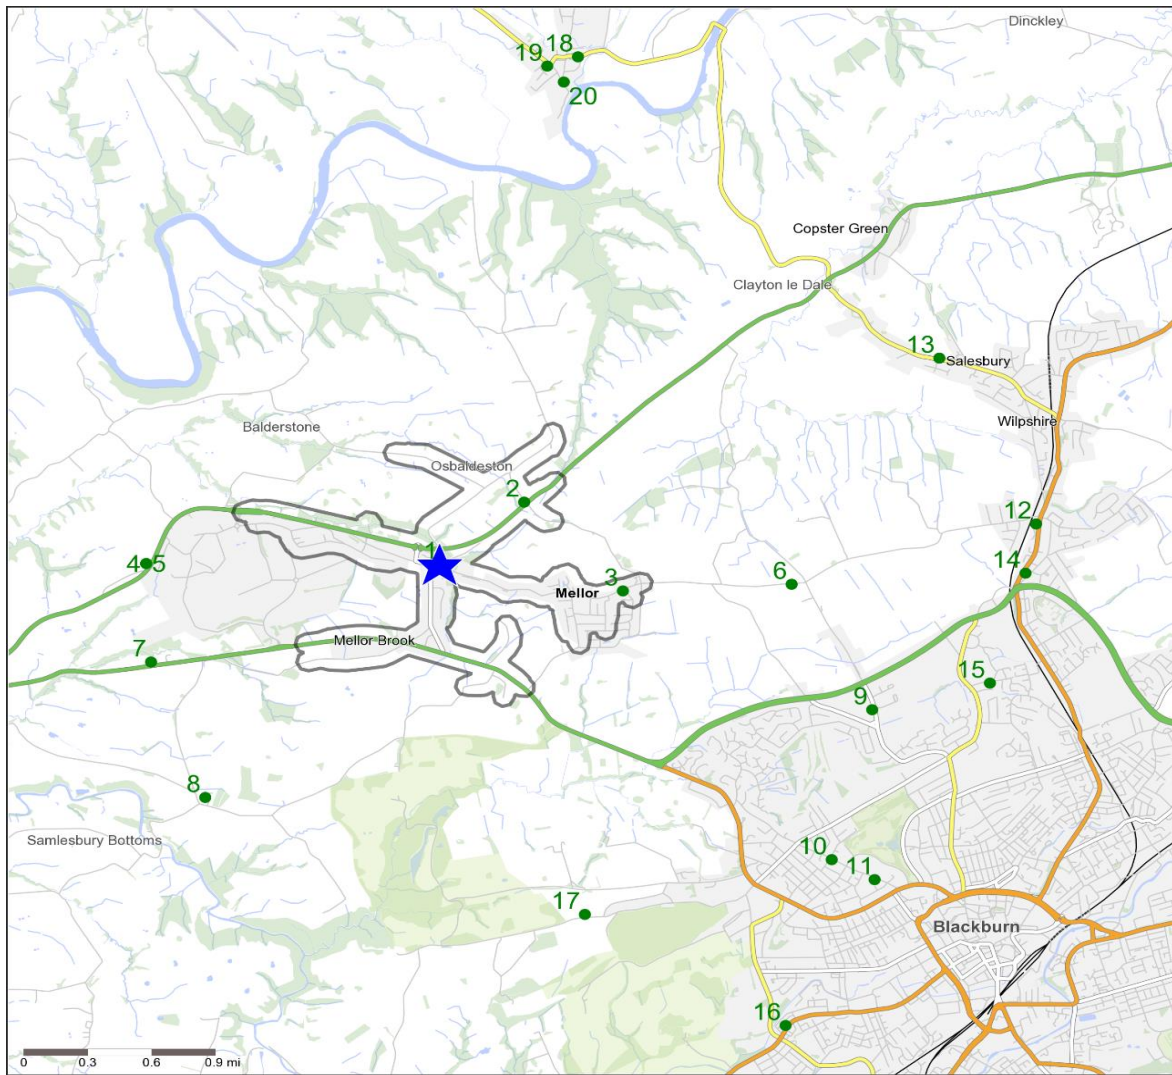 Dinckley
18
19
20
Copster Green
Clayton le Dale
13
Salesbury
Wilpshire
Balderstone
Osbaldeston
2
12
1
4 5
6
14
3
Mellor
Mellor Brook
7
15
9
8
Samlesbury Bottoms
10
11
17
Blackburn
16
0 0.3 0.6 0.9 mi